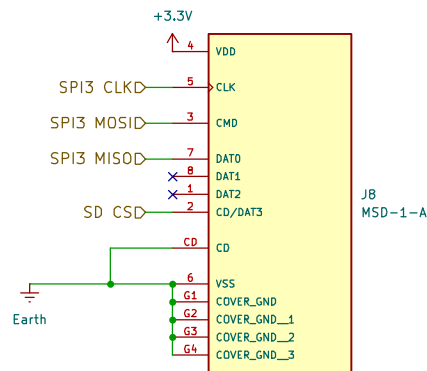 +3.3V
4 VDD
SPI3 CLK 5 CLK
SPI3 MOSI 3 CMD
SPI3 MISO 7 DAT0
8 DAT1
1 DAT2
SD CS 2 CD/DAT3
J8
MSD-1-A
CD CD
6 VSS
G1 COVER_GND
Earth G2 COVER_GND__1
G3 COVER_GND__2
G4 COVER_GND__3